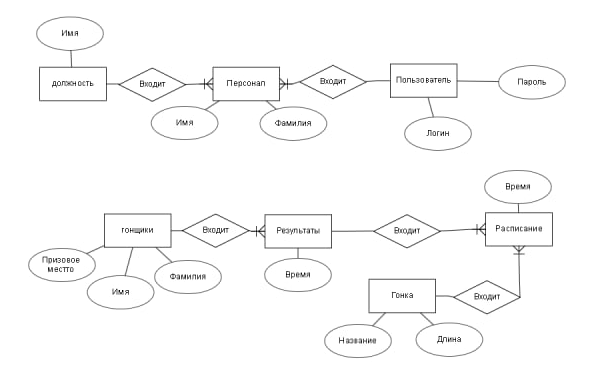 Имя
должность
Входит
Персонал
Входит
Пользователь
Пароль
Имя
Фамилия
Логин
Время
гонщики
Входит
Результаты
Входит
Расписание
Призовое
местто
Имя
Фамилия
Время
Гонка
Входит
Название
Длина